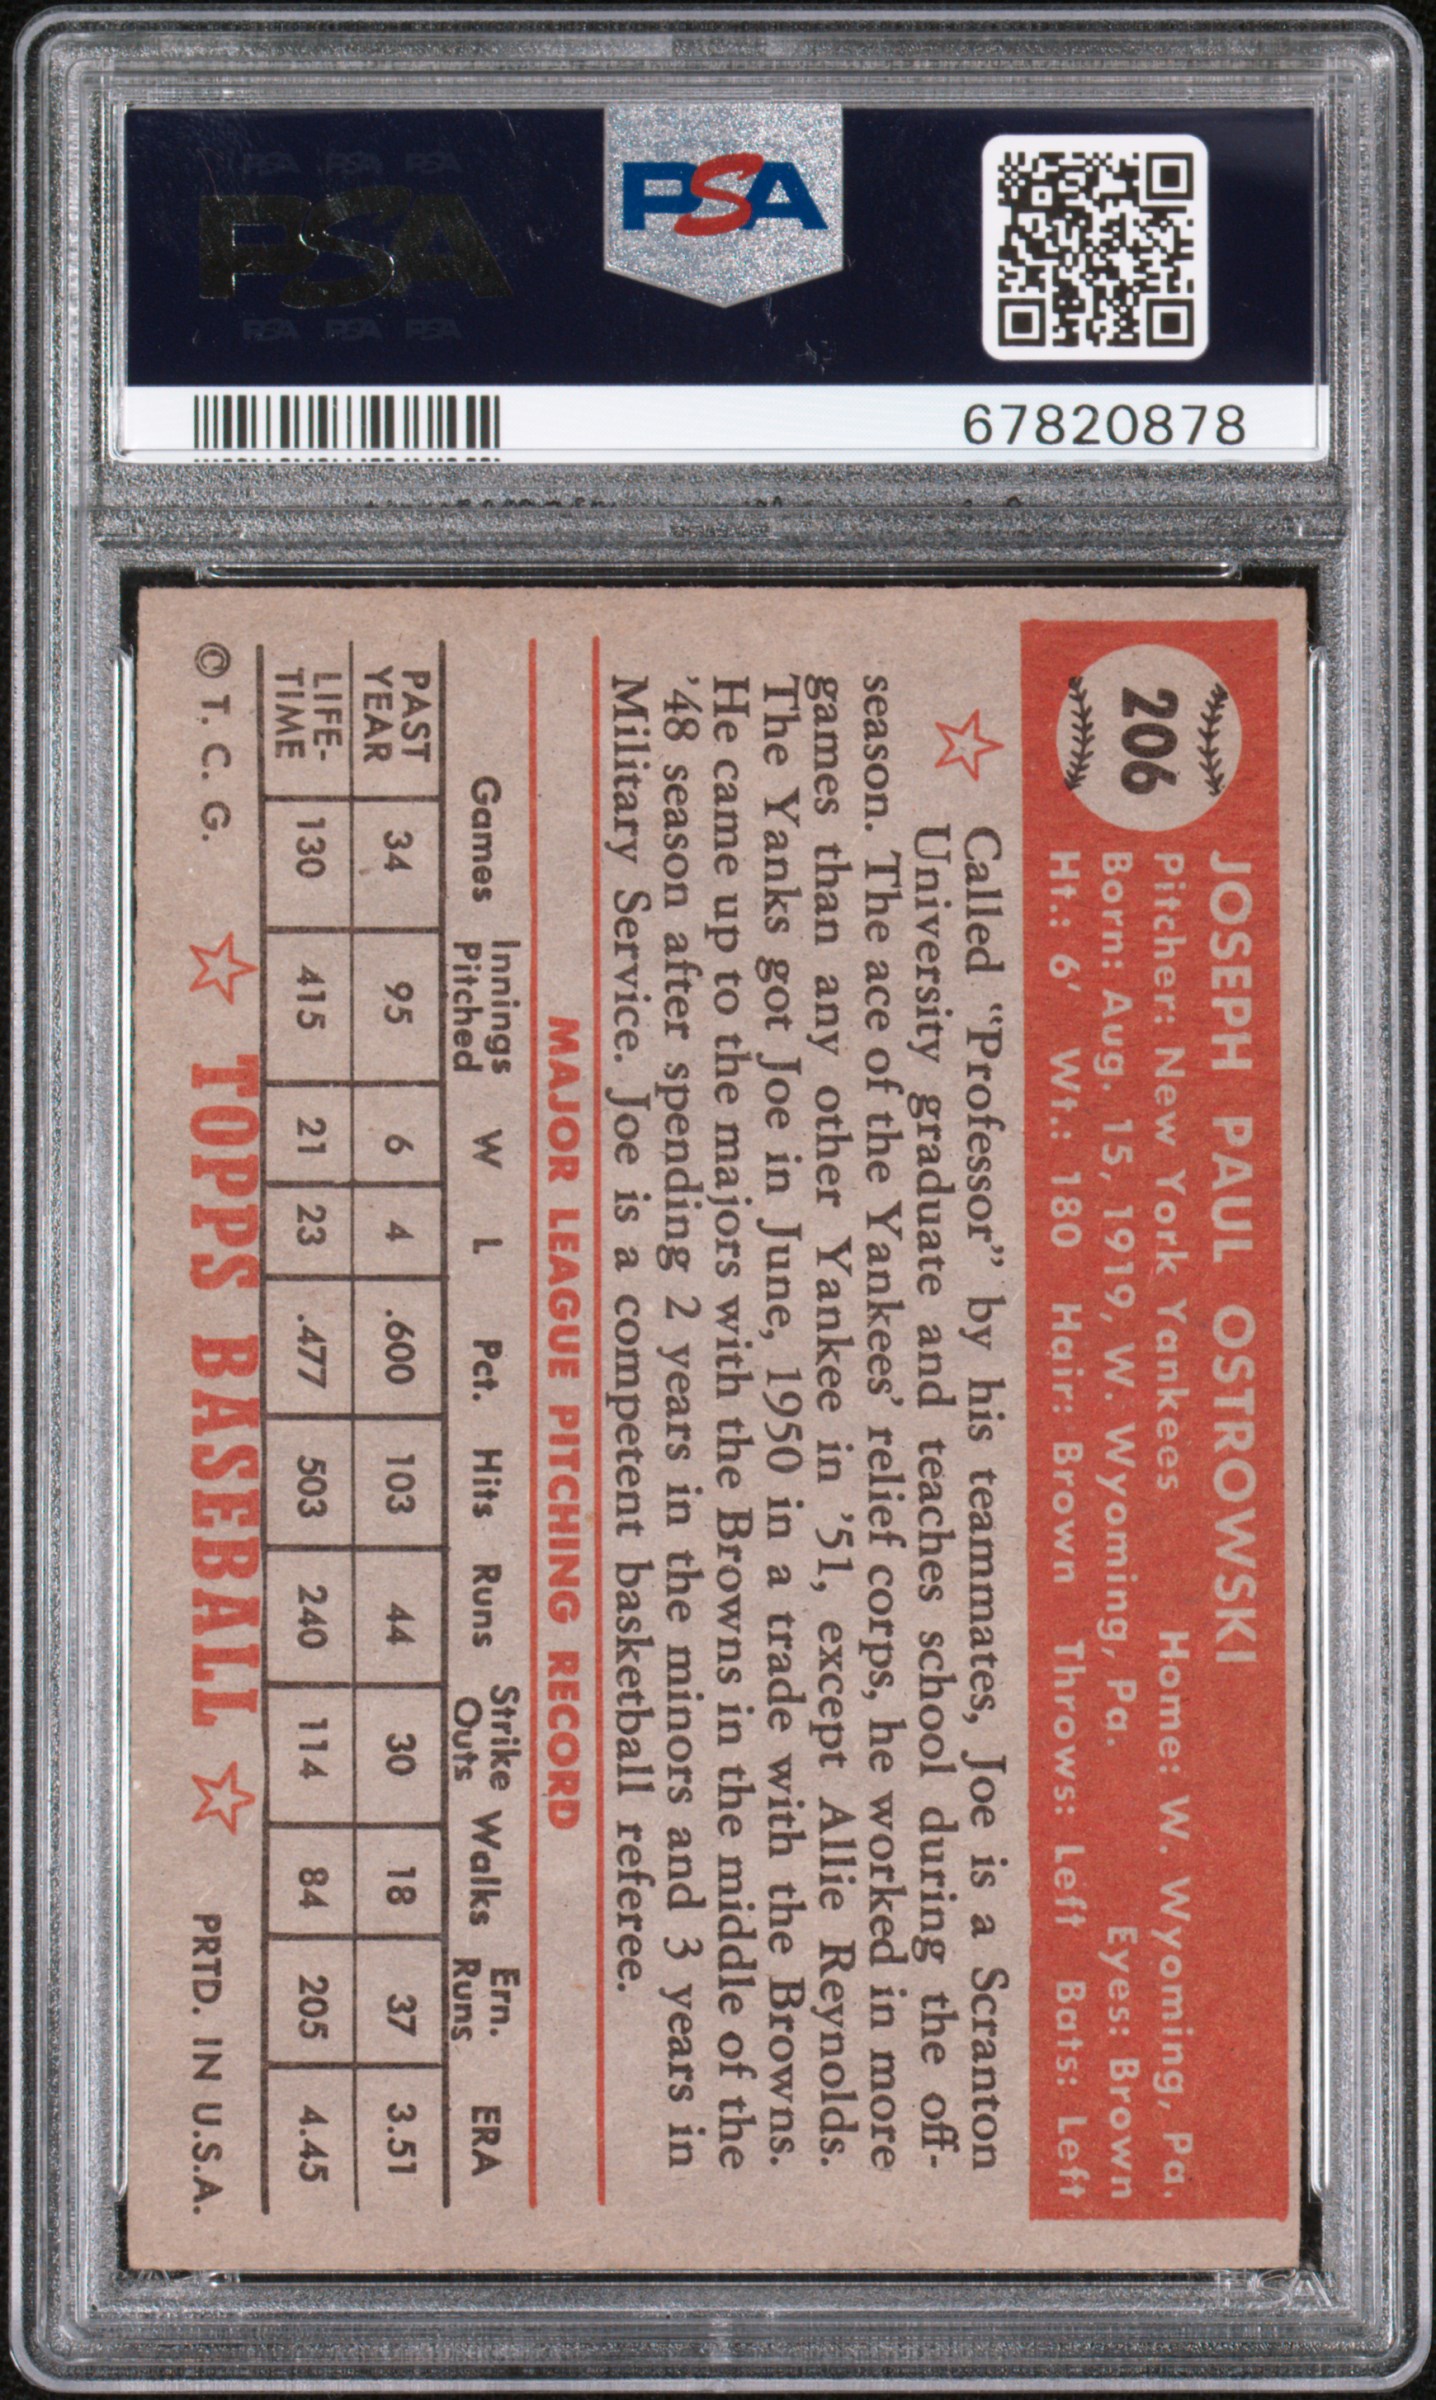 PSA PSA PSA
PSA
PSA PSA PSA
PSA
67820878
206
JOSEPH PAUL OSTROWSKI
Pitcher: New York Yankees Home: W. Wyoming, Pa.
Born: Aug. 15, 1919, W. Wyoming, Pa. Eyes: Brown
Ht.: 6' Wt.: 180 Hair: Brown Throws: Left Bats: Left
Called “Professor” by his teammates, Joe is a Scranton
University graduate and teaches school during the off-
season. The ace of the Yankees’ relief corps, he worked in more
games than any other Yankee in ’51, except Allie Reynolds.
The Yanks got Joe in June, 1950 in a trade with the Browns.
He came up to the majors with the Browns in the middle of the
’48 season after spending 2 years in the minors and 3 years in
Military Service. Joe is a competent basketball referee.
MAJOR LEAGUE PITCHING RECORD
Games Innings Pitched W L Pct. Hits Runs Strike Outs Walks Ern. Runs ERA
PAST YEAR 34 95 6 4 .600 103 44 30 18 37 3.51
LIFE-TIME 130 415 21 23 .477 503 240 114 84 205 4.45
© T. C. G. TOPPS BASEBALL PRTD. IN U.S.A.
PSA